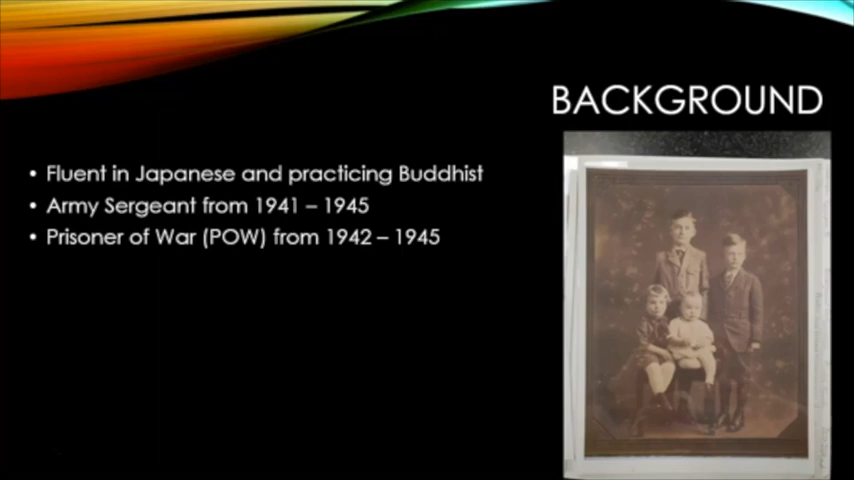 BACKGROUND
• Fluent in Japanese and practicing Buddhist
• Army Sergeant from 1941 – 1945
• Prisoner of War (POW) from 1942 – 1945